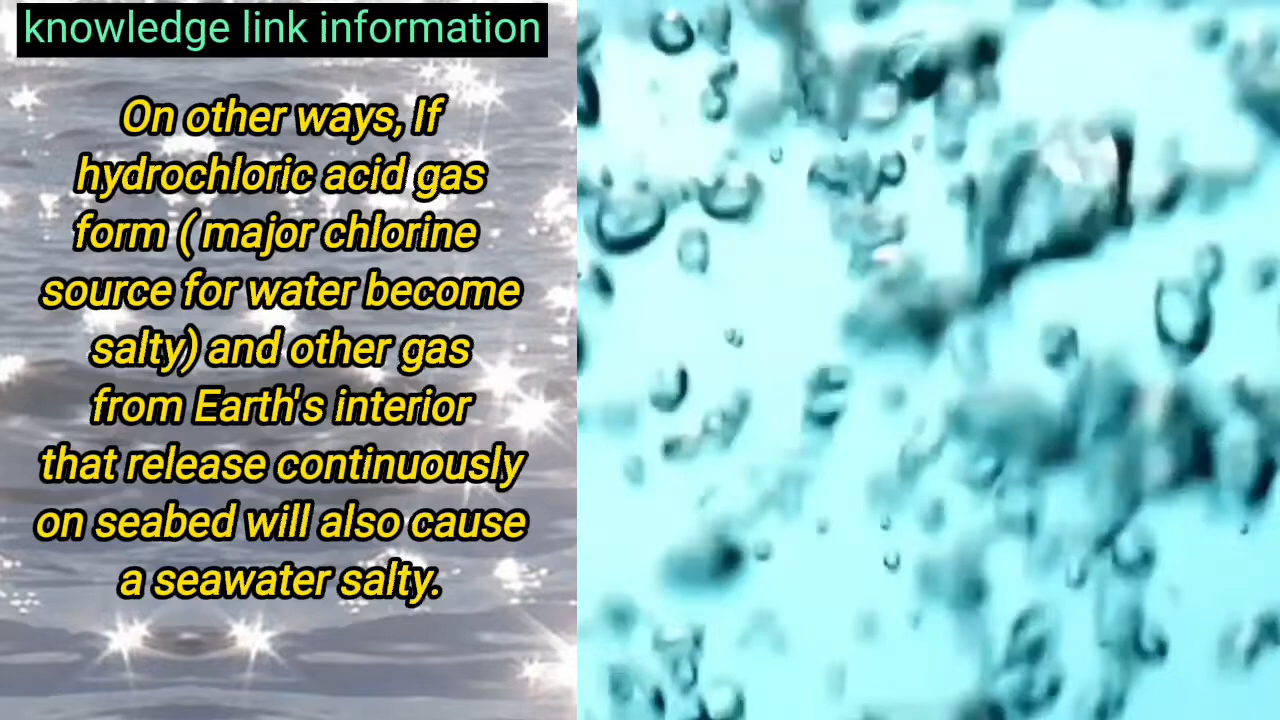 knowledge link information
On other ways, If
hydrochloric acid gas
form ( major chlorine
source for water become
salty) and other gas
from Earth's interior
that release continuously
on seabed will also cause
a seawater salty.